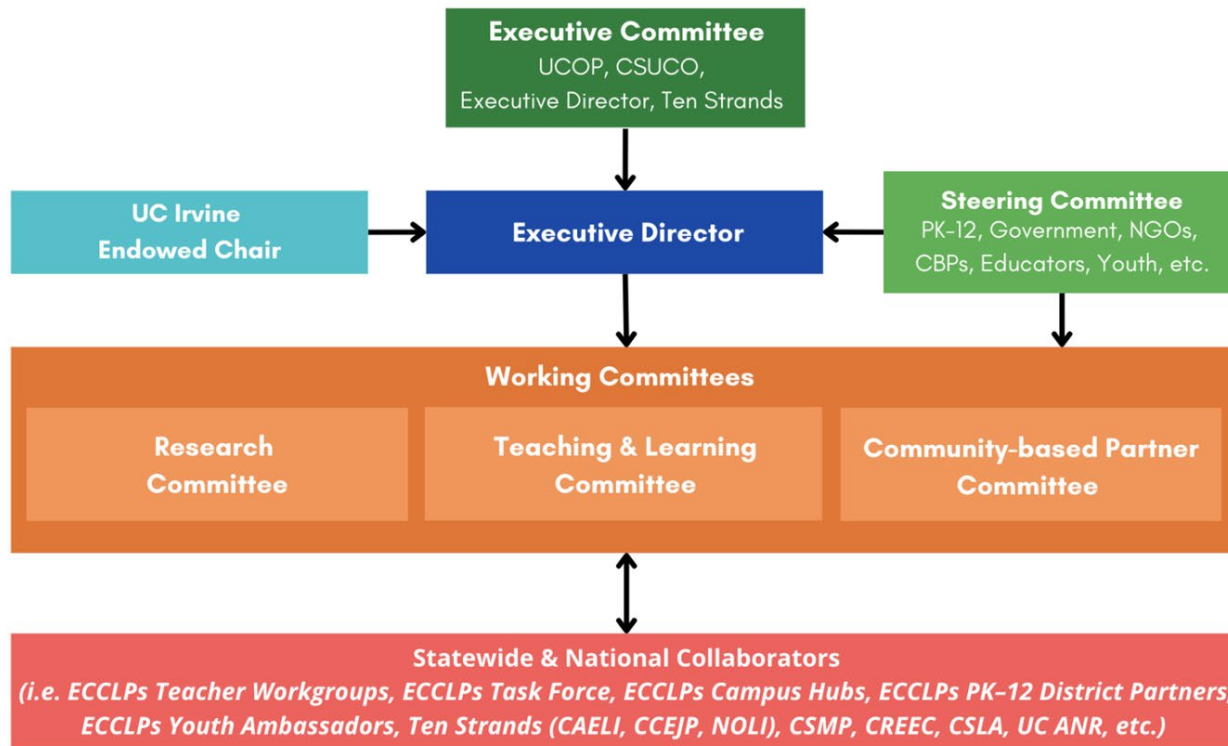 Executive Committee
UCOP, CSUCO,
Executive Director, Ten Strands
UC Irvine
Endowed Chair
Executive Director
Steering Committee
PK-12, Government, NGOs,
CBPs, Educators, Youth, etc.
Working Committees
Research
Committee
Teaching & Learning
Committee
Community-based Partner
Committee
Statewide & National Collaborators
(i.e. ECCLPs Teacher Workgroups, ECCLPs Task Force, ECCLPs Campus Hubs, ECCLPs PK–12 District Partners,
ECCLPs Youth Ambassadors, Ten Strands (CAELI, CCEJP, NOLI), CSMP, CREEC, CSLA, UC ANR, etc.)